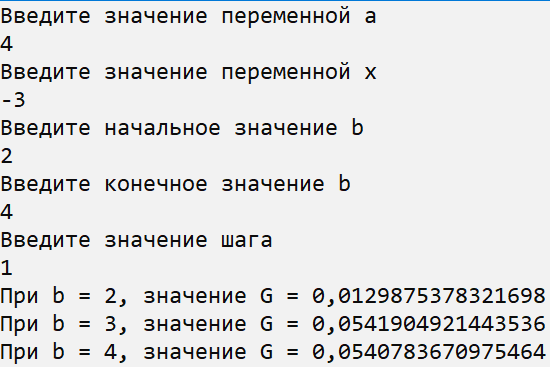 Введите значение переменной a
4
Введите значение переменной x
-3
Введите начальное значение b
2
Введите конечное значение b
4
Введите значение шага
1
При b = 2, значение G = 0,0129875378321698
При b = 3, значение G = 0,0541904921443536
При b = 4, значение G = 0,0540783670975464